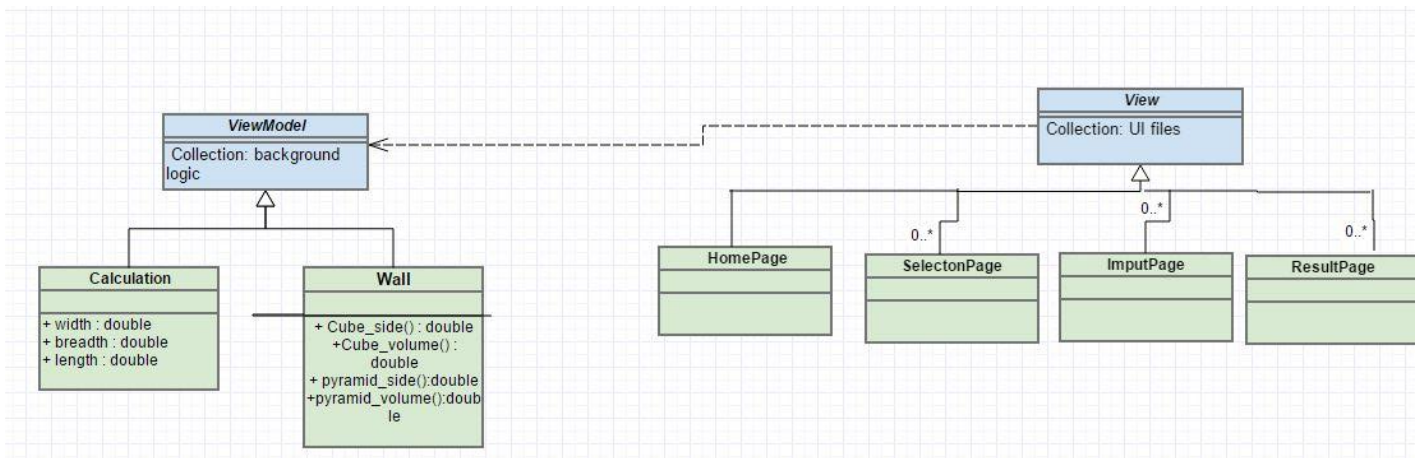 ViewModel
Collection: background
logic
View
Collection: UI files
Calculation
+ width : double
+ breadth : double
+ length : double
Wall
+ Cube_side() : double
+Cube_volume() :
double
+ pyramid_side():double
+pyramid_volume():doub
le
HomePage
0..*
SelectonPage
0..*
ImputPage
0..*
ResultPage